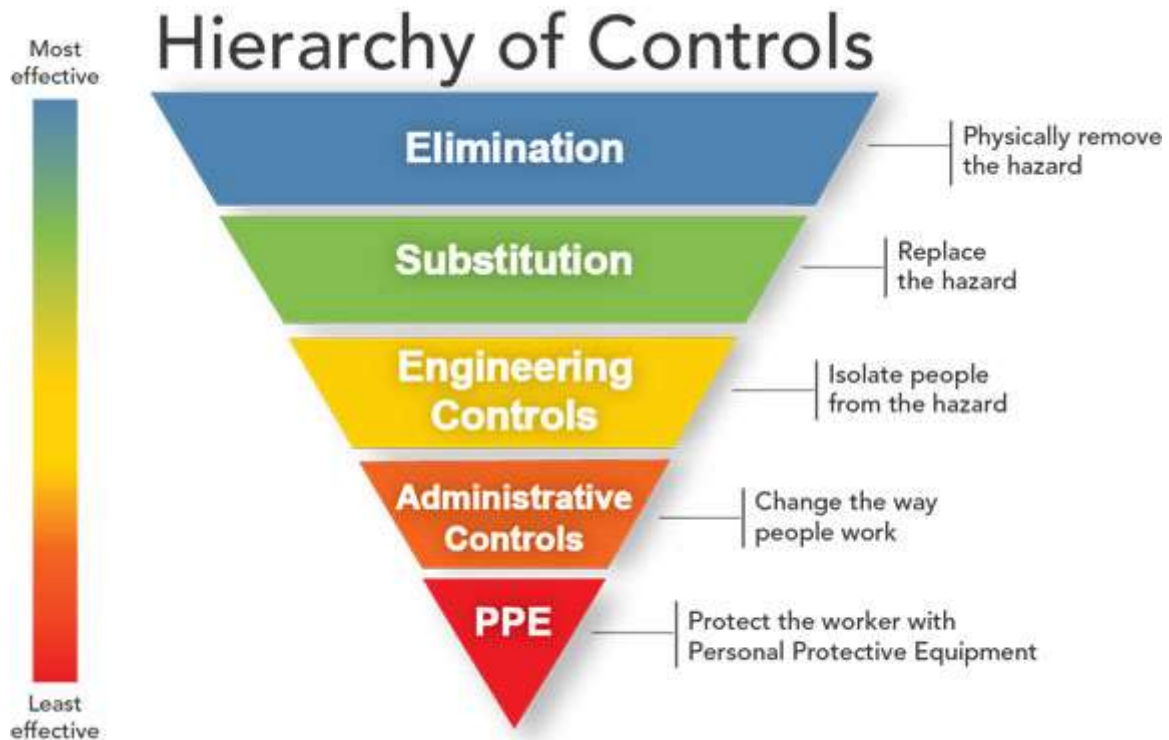 Hierarchy of Controls
Most
effective
Elimination
Physically remove
the hazard
Substitution
Replace
the hazard
Engineering
Controls
Isolate people
from the hazard
Administrative
Controls
Change the way
people work
PPE
Protect the worker with
Personal Protective Equipment
Least
effective